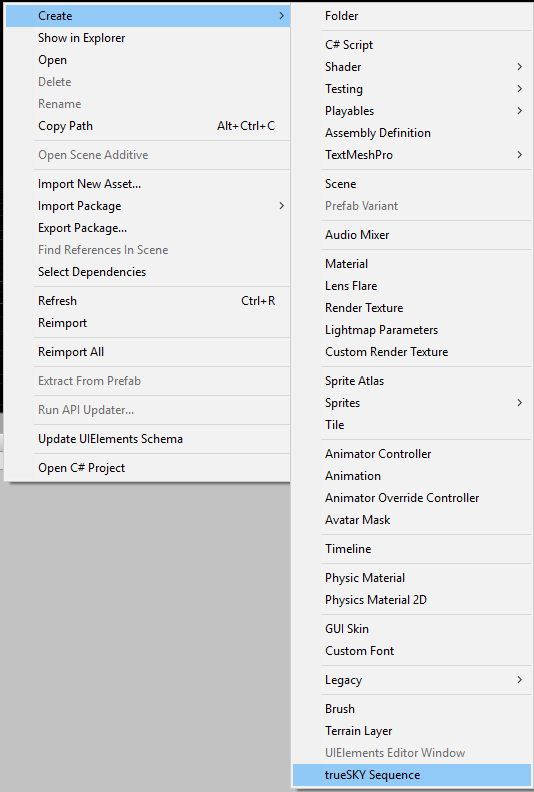 Create
Show in Explorer
Open
Delete
Rename
Copy Path Alt+Ctrl+C
Open Scene Additive
Import New Asset...
Import Package
Export Package...
Find References In Scene
Select Dependencies
Refresh Ctrl+R
Reimport
Reimport All
Extract From Prefab
Run API Updater...
Update UIElements Schema
Open C# Project
Folder
C# Script
Shader
Testing
Playables
Assembly Definition
TextMeshPro
Scene
Prefab Variant
Audio Mixer
Material
Lens Flare
Render Texture
Lightmap Parameters
Custom Render Texture
Sprite Atlas
Sprites
Tile
Animator Controller
Animation
Animator Override Controller
Avatar Mask
Timeline
Physic Material
Physics Material 2D
GUI Skin
Custom Font
Legacy
Brush
Terrain Layer
UIElements Editor Window
trueSKY Sequence